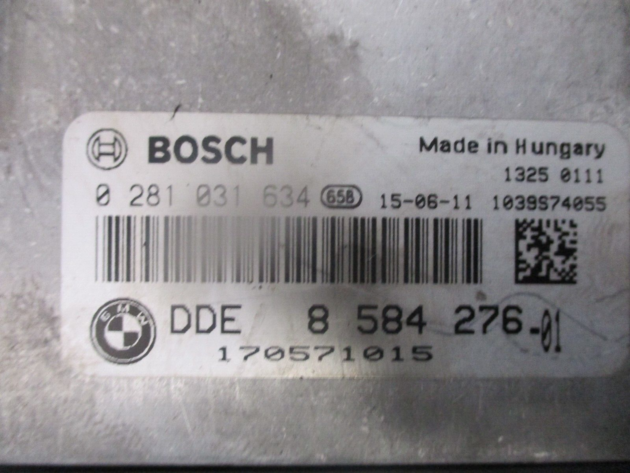 BOSCH
Made in Hungary
1325 0111
0 281 031 634 658 15-06-11 1039S74055
BMW
DDE 8 584 276-01
170571015